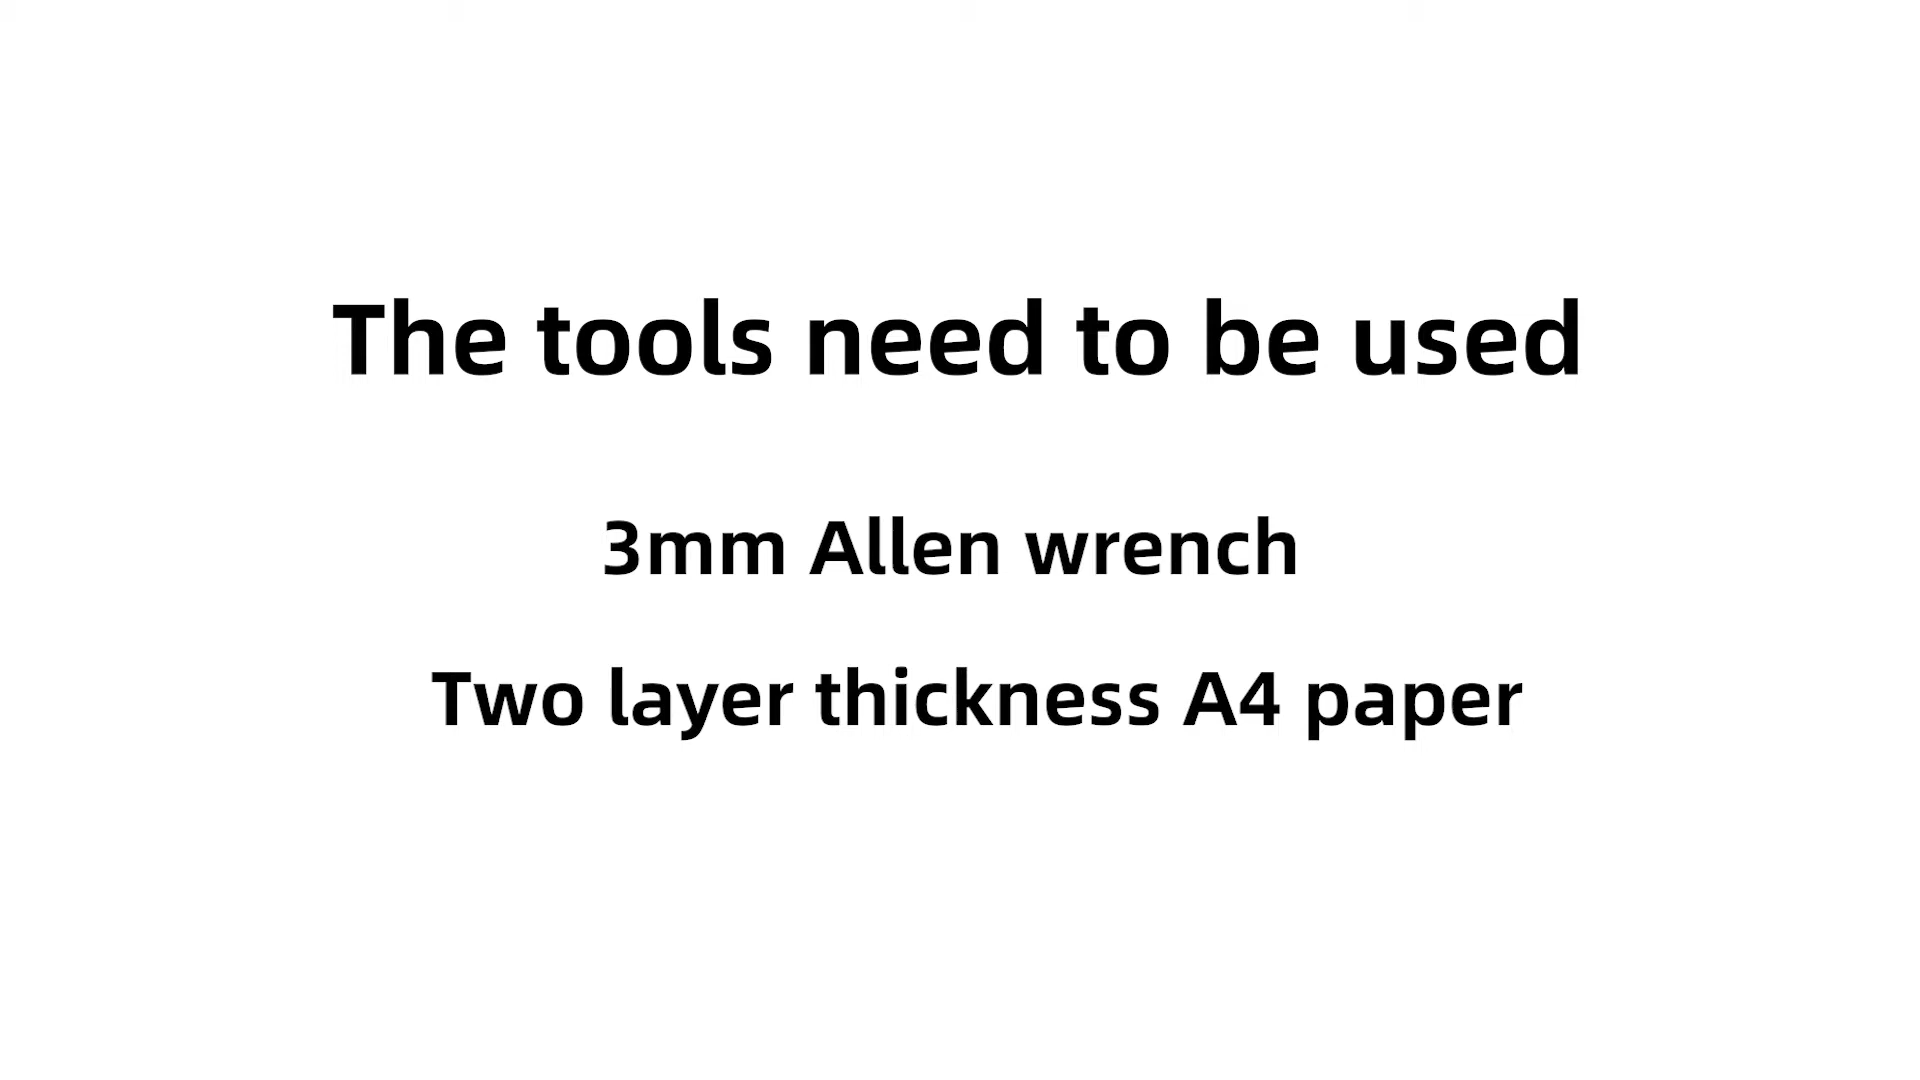 The tools need to be used
3mm Allen wrench
Two layer thickness A4 paper